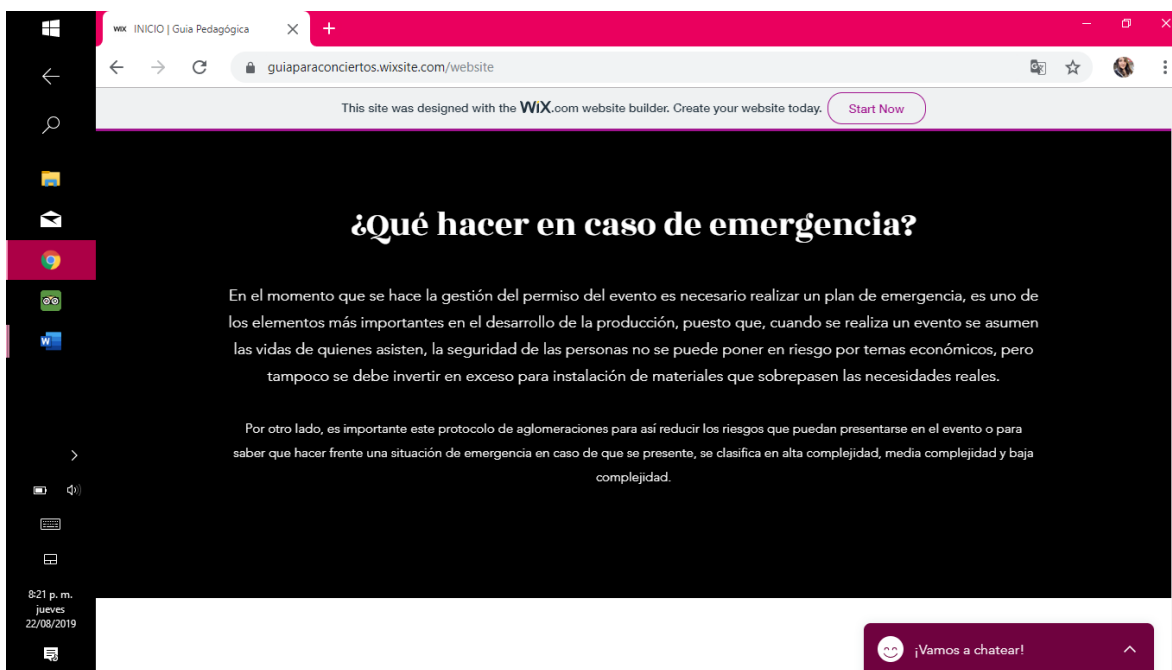 WiX INICIO | Guia Pedagógica
guiaparaconciertos.wixsite.com/website
This site was designed with the WiX.com website builder. Create your website today. Start Now
¿Qué hacer en caso de emergencia?
En el momento que se hace la gestión del permiso del evento es necesario realizar un plan de emergencia, es uno de
los elementos más importantes en el desarrollo de la producción, puesto que, cuando se realiza un evento se asumen
las vidas de quienes asisten, la seguridad de las personas no se puede poner en riesgo por temas económicos, pero
tampoco se debe invertir en exceso para instalación de materiales que sobrepasen las necesidades reales.
Por otro lado, es importante este protocolo de aglomeraciones para así reducir los riesgos que puedan presentarse en el evento o para
saber que hacer frente una situación de emergencia en caso de que se presente, se clasifica en alta complejidad, media complejidad y baja
complejidad.
8:21 p. m.
jueves
22/08/2019
¡Vamos a chatear!